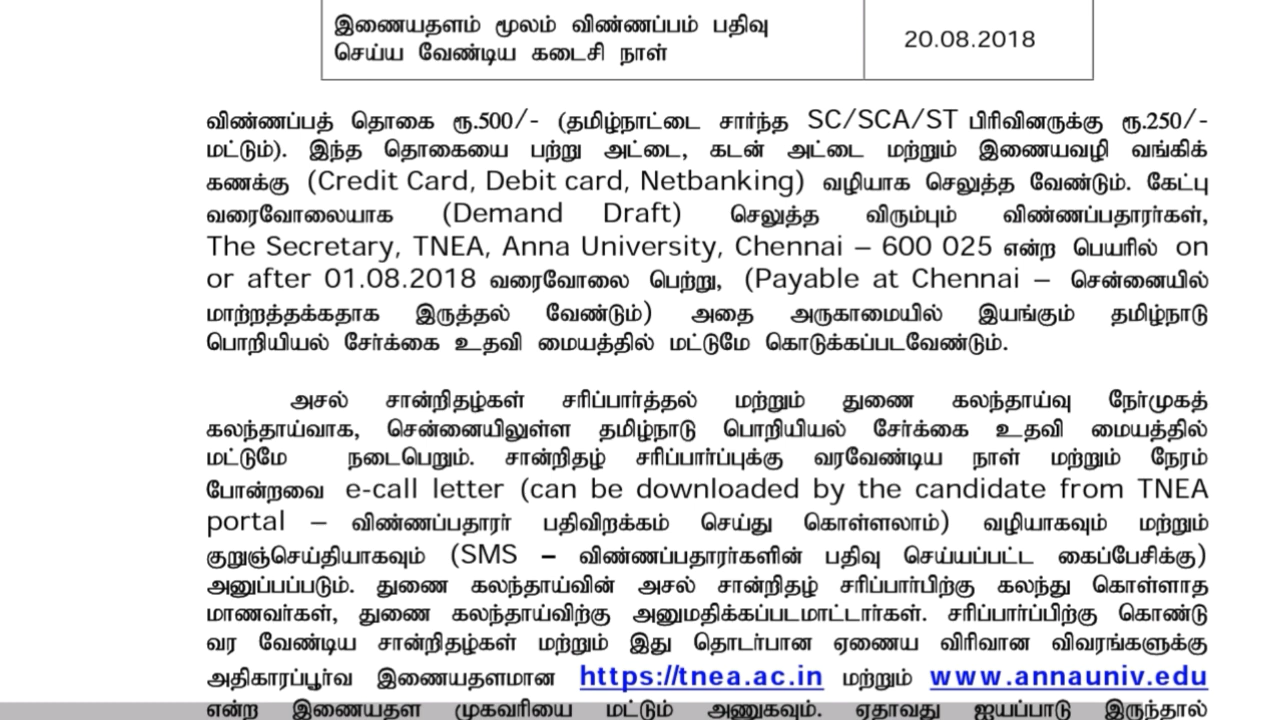 இணையதளம் மூலம் விண்ணப்பம் பதிவு
செய்ய வேண்டிய கடைசி நாள்
20.08.2018
விண்ணப்பத் தொகை ரூ.500/- (தமிழ்நாட்டை சார்ந்த SC/SCA/ST பிரிவினருக்கு ரூ.250/-
மட்டும்). இந்த தொகையை பற்று அட்டை, கடன் அட்டை மற்றும் இணையவழி வங்கிக்
கணக்கு (Credit Card, Debit card, Netbanking) வழியாக செலுத்த வேண்டும். கேட்பு
வரைவோலையாக (Demand Draft) செலுத்த விரும்பும் விண்ணப்பதாரர்கள்,
The Secretary, TNEA, Anna University, Chennai – 600 025 என்ற பெயரில் on
or after 01.08.2018 வரைவோலை பெற்று, (Payable at Chennai – சென்னையில்
மாற்றத்தக்கதாக இருத்தல் வேண்டும்) அதை அருகாமையில் இயங்கும் தமிழ்நாடு
பொறியியல் சேர்க்கை உதவி மையத்தில் மட்டுமே கொடுக்கப்படவேண்டும்.
அசல் சான்றிதழ்கள் சரிப்பார்த்தல் மற்றும் துணை கலந்தாய்வு நேர்முகத்
கலந்தாய்வாக, சென்னையிலுள்ள தமிழ்நாடு பொறியியல் சேர்க்கை உதவி மையத்தில்
மட்டுமே நடைபெறும். சான்றிதழ் சரிப்பார்ப்புக்கு வரவேண்டிய நாள் மற்றும் நேரம்
போன்றவை e-call letter (can be downloaded by the candidate from TNEA
portal – விண்ணப்பதாரர் பதிவிறக்கம் செய்து கொள்ளலாம்) வழியாகவும் மற்றும்
குறுஞ்செய்தியாகவும் (SMS – விண்ணப்பதாரர்களின் பதிவு செய்யப்பட்ட கைப்பேசிக்கு)
அனுப்பப்படும். துணை கலந்தாய்வின் அசல் சான்றிதழ் சரிப்பார்பிற்கு கலந்து கொள்ளாத
மாணவர்கள், துணை கலந்தாய்விற்கு அனுமதிக்கப்படமாட்டார்கள். சரிப்பார்ப்பிற்கு கொண்டு
வர வேண்டிய சான்றிதழ்கள் மற்றும் இது தொடர்பான ஏணைய விரிவான விவரங்களுக்கு
அதிகாரப்பூர்வ இணையதளமான https://tnea.ac.in மற்றும் www.annauniv.edu
என்ற இணையதள முகவரியை மட்டும் அணுகவும். ஏதாவது ஐயப்பாடு இருந்தால்